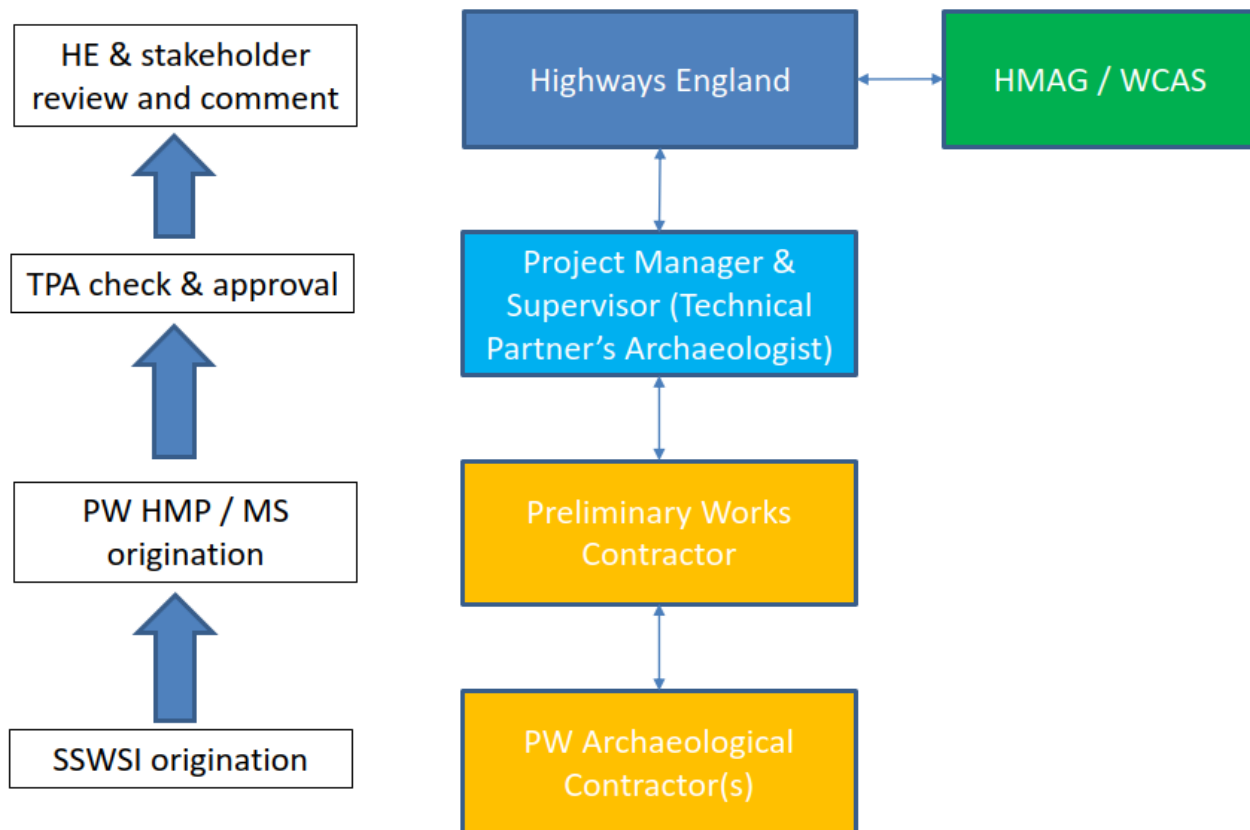 HE & stakeholder
review and comment
TPA check & approval
PW HMP / MS
origination
SSWSI origination
Highways England
HMAG / WCAS
Project Manager &
Supervisor (Technical
Partner’s Archaeologist)
Preliminary Works
Contractor
PW Archaeological
Contractor(s)